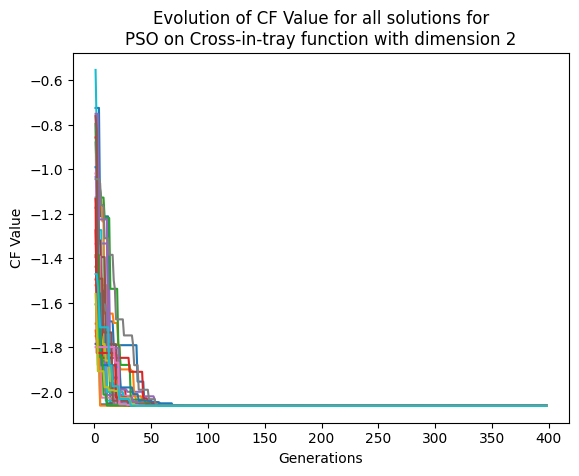 Evolution of CF Value for all solutions for
PSO on Cross-in-tray function with dimension 2
CF Value
−0.6
−0.8
−1.0
−1.2
−1.4
−1.6
−1.8
−2.0
0 50 100 150 200 250 300 350 400
Generations